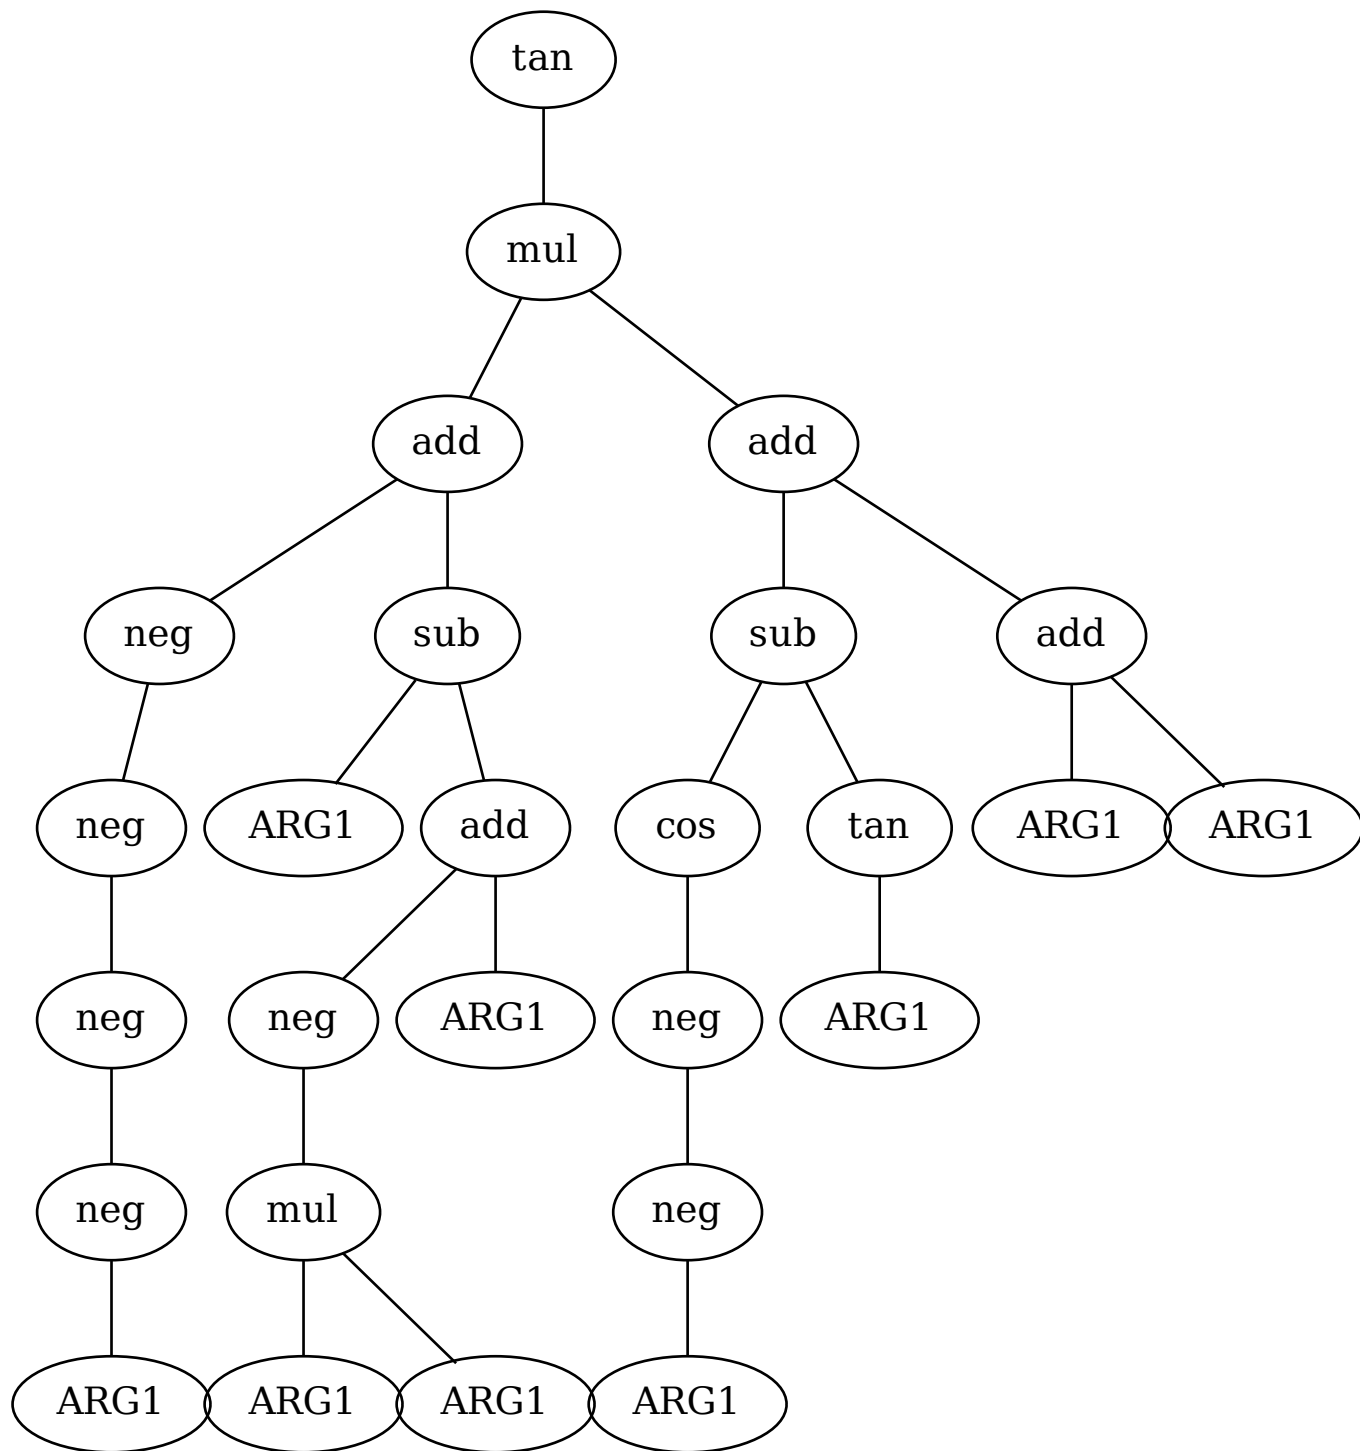 tan
mul
add add
neg sub sub add
neg ARG1 add cos tan ARG1 ARG1
neg neg ARG1 neg ARG1
neg mul neg
ARG1 ARG1 ARG1 ARG1